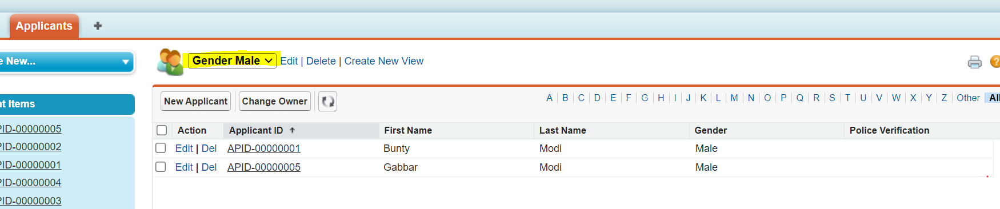 Applicants
e New...
Gender Male Edit | Delete | Create New View
New Applicant Change Owner A B C D E F G H I J K L M N O P Q R S T U V W X Y Z Other All
nt Items
Action Applicant ID First Name Last Name Gender Police Verification
PID-00000005
Edit | Del APID-00000001 Bunty Modi Male
PID-00000002
Edit | Del APID-00000005 Gabbar Modi Male
PID-00000001
PID-00000004
PID-00000003